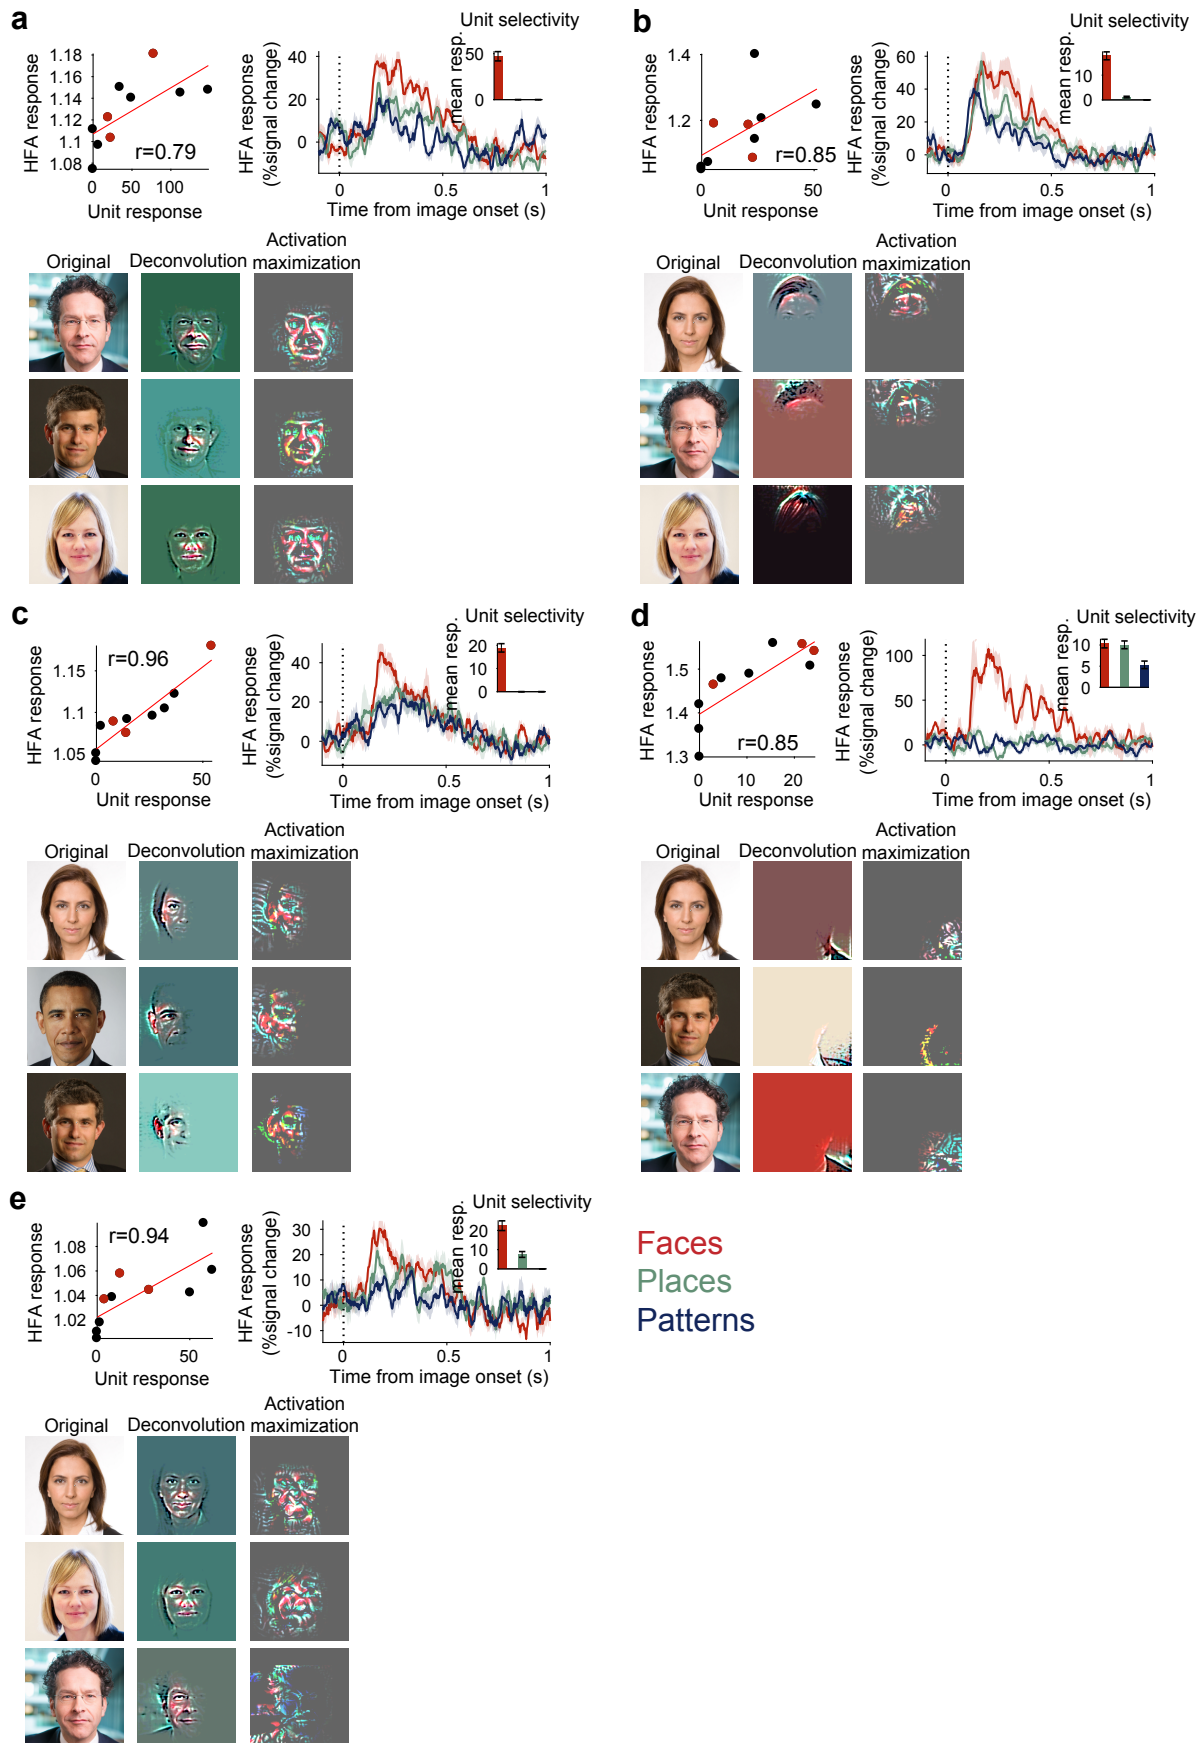 a
Unit selectivity
HFA response
1.18
1.16
1.14
1.12
1.1
1.08
r=0.79
0
50
100
Unit response
HFA response
(%signal change)
40
20
0
mean resp.
50
0
0
0.5
1
Time from image onset (s)
Original
Deconvolution
Activation
maximization
b
Unit selectivity
HFA response
1.4
1.2
1
r=0.85
0
50
Unit response
HFA response
(%signal change)
60
40
20
0
mean resp.
10
0
0
0.5
1
Time from image onset (s)
Original
Deconvolution
Activation
maximization
c
Unit selectivity
HFA response
1.15
1.1
1.05
r=0.96
0
50
Unit response
HFA response
(%signal change)
40
20
0
mean resp.
20
10
0
0
0.5
1
Time from image onset (s)
Original
Deconvolution
Activation
maximization
d
Unit selectivity
HFA response
1.5
1.4
1.3
r=0.85
0
10
20
Unit response
HFA response
(%signal change)
100
50
0
mean resp.
10
5
0
0
0.5
1
Time from image onset (s)
Original
Deconvolution
Activation
maximization
e
Unit selectivity
HFA response
1.08
1.06
1.04
1.02
r=0.94
0
50
Unit response
HFA response
(%signal change)
30
20
10
0
-10
mean resp.
20
10
0
0
0.5
1
Time from image onset (s)
Faces
Places
Patterns
Original
Deconvolution
Activation
maximization